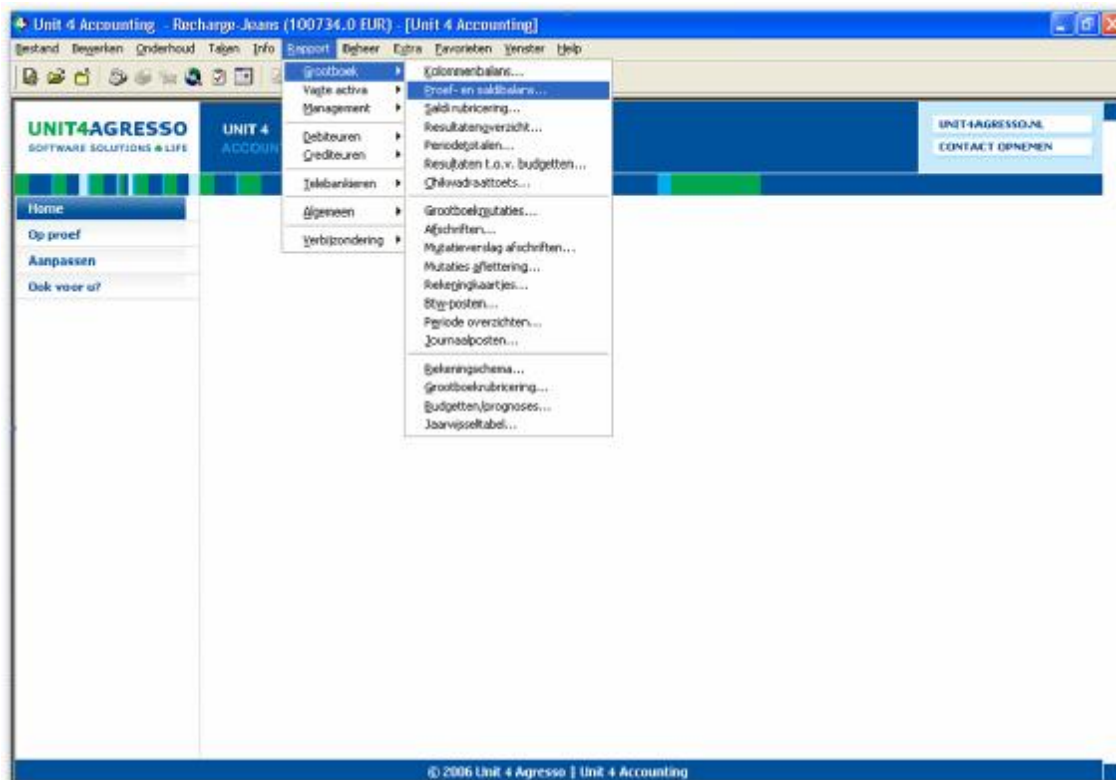 Unit 4 Accounting - Recharge-Jeans (100734.0 EUR) - [Unit 4 Accounting]
Bestand Bewerken Onderhoud Taken Info Rapport Beheer Extra Favorieten Venster Help
UNIT4AGRESSO
SOFTWARE SOLUTIONS 4 LIFE
UNIT 4
ACCOUN
UNIT4AGRESSO.NL
CONTACT OPNEMEN
Home
Op proef
Aanpassen
Ook voor u?
Grootboek
Vaste activa
Management
Debiteuren
Crediteuren
Telebankieren
Algemeen
Verbijzondering
Kolommenbalans...
Proef- en saldibalans...
Saldi rubricering...
Resultatenoverzicht...
Periodetotalen...
Resultaten t.o.v. budgetten...
Chikwadraattoets...
Grootboekmutaties...
Afschriften...
Mutatieverslag afschriften...
Mutaties aflettering...
Rekeningkaartjes...
Btw-posten...
Periode overzichten...
Journaalposten...
Rekeningschema...
Grootboekrubricering...
Budgetten/prognoses...
Jaarwisseltabel...
© 2006 Unit 4 Agresso | Unit 4 Accounting